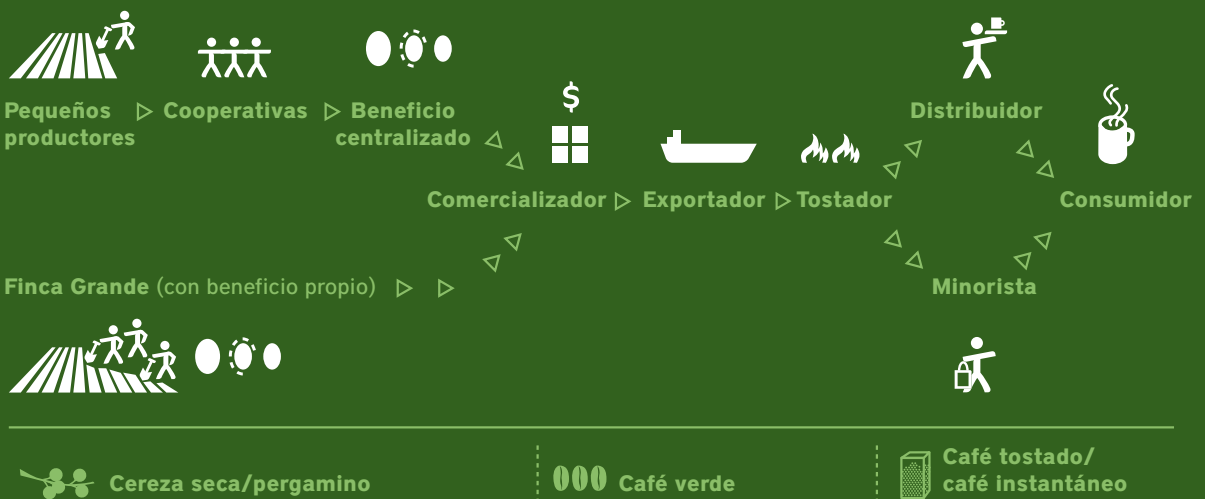 $
Pequeños
productores
Cooperativas
Beneficio
centralizado
Distribuidor
Comercializador
Exportador
Tostador
Consumidor
Finca Grande (con beneficio propio)
Minorista
Cereza seca/pergamino
Café verde
Café tostado/
café instantáneo